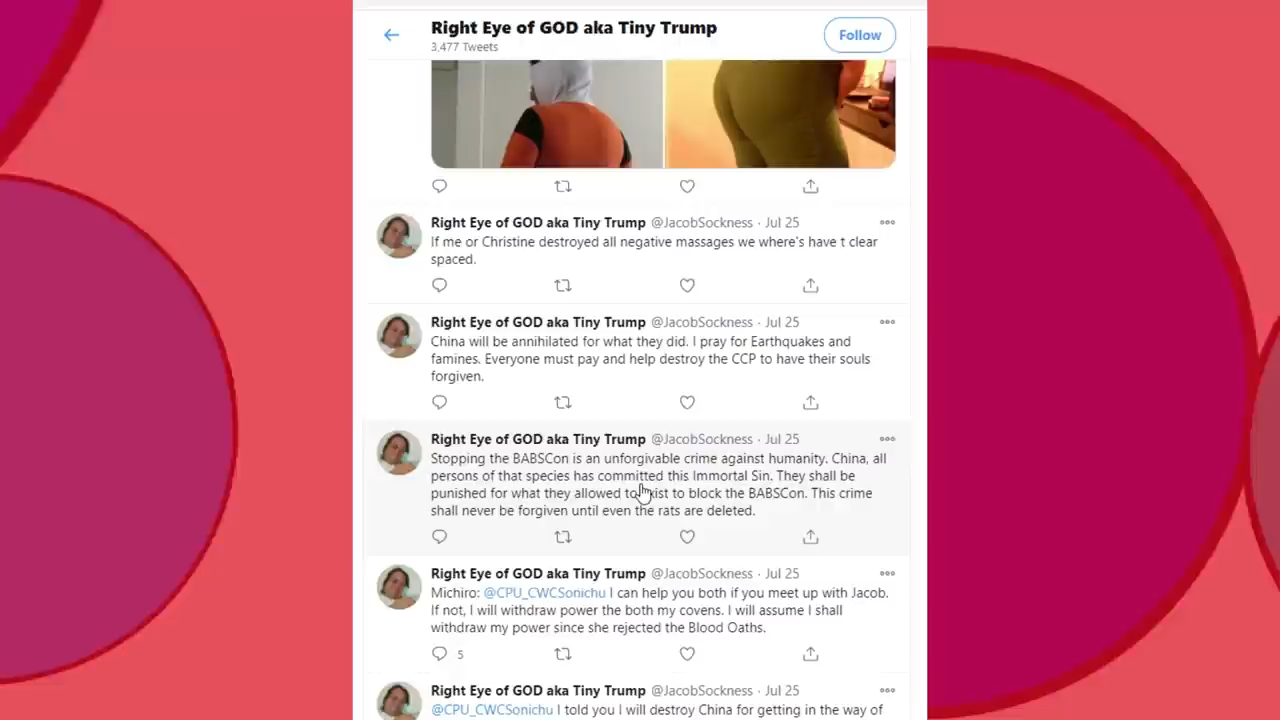 Right Eye of GOD aka Tiny Trump
3,477 Tweets
Follow
Right Eye of GOD aka Tiny Trump @JacobSockness · Jul 25
If me or Christine destroyed all negative massages we where's have t clear
spaced.
Right Eye of GOD aka Tiny Trump @JacobSockness · Jul 25
China will be annihilated for what they did. I pray for Earthquakes and
famines. Everyone must pay and help destroy the CCP to have their souls
forgiven.
Right Eye of GOD aka Tiny Trump @JacobSockness · Jul 25
Stopping the BABSCon is an unforgivable crime against humanity. China, all
persons of that species has committed this Immortal Sin. They shall be
punished for what they allowed to exist to block the BABSCon. This crime
shall never be forgiven until even the rats are deleted.
Right Eye of GOD aka Tiny Trump @JacobSockness · Jul 25
Michiro: @CPU_CWCSonichu I can help you both if you meet up with Jacob.
If not, I will withdraw power the both my covens. I will assume I shall
withdraw my power since she rejected the Blood Oaths.
5
Right Eye of GOD aka Tiny Trump @JacobSockness · Jul 25
@CPU_CWCSonichu I told you I will destroy China for getting in the way of